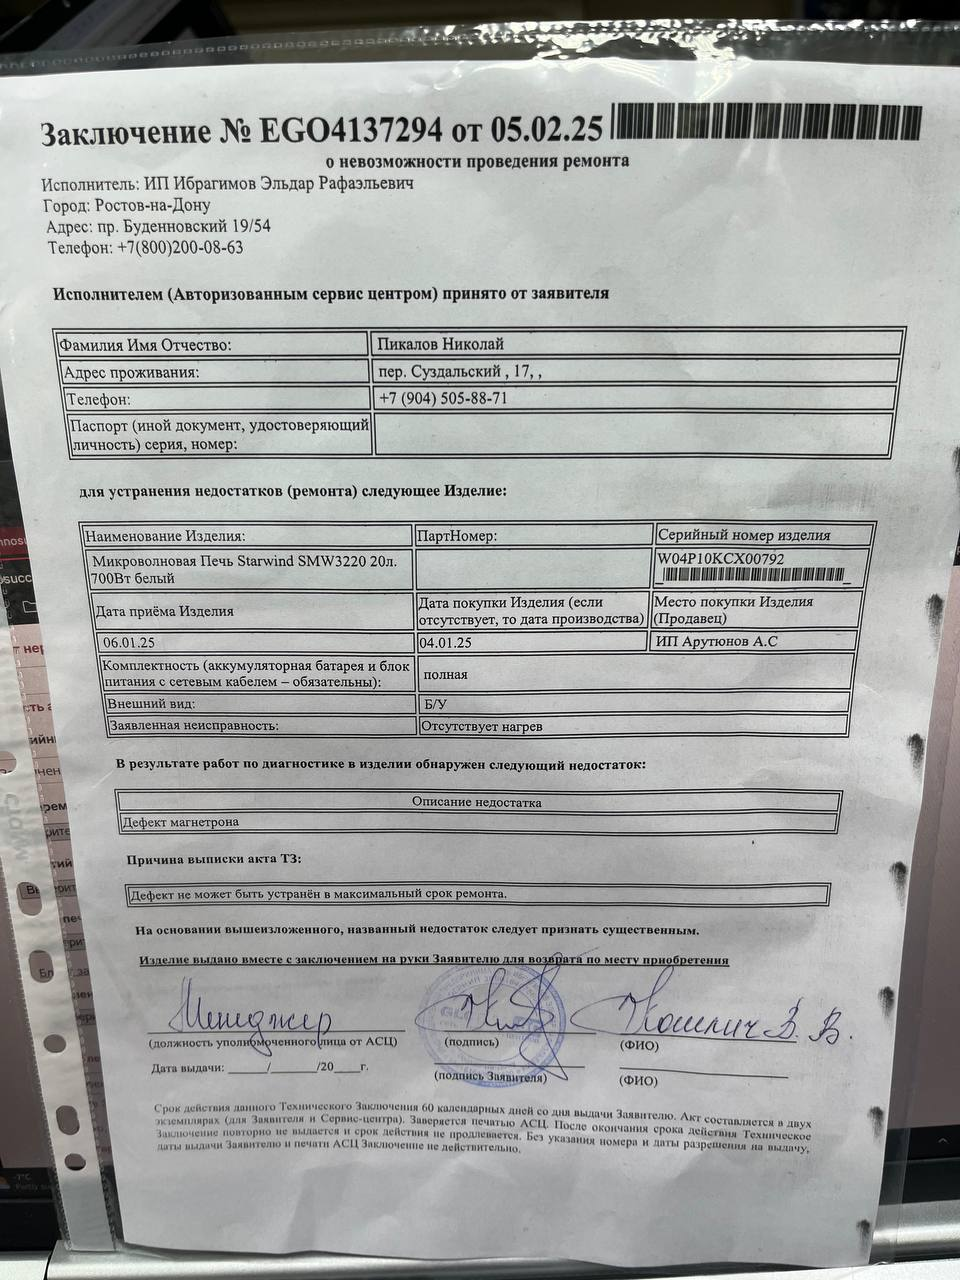 Заключение № EGO4137294 от 05.02.25
о невозможности проведения ремонта
Исполнитель: ИП Ибрагимов Эльдар Рафаэльевич
Город: Ростов-на-Дону
Адрес: пр. Буденновский 19/54
Телефон: +7(800)200-08-63
Исполнителем (Авторизованным сервис центром) принято от заявителя
Фамилия Имя Отчество: Пикалов Николай
Адрес проживания: пер. Суздальский , 17, ,
Телефон: +7 (904) 505-88-71
Паспорт (иной документ, удостоверяющий
личность) серия, номер:
для устранения недостатков (ремонта) следующее Изделие:
Наименование Изделия: ПартНомер: Серийный номер изделия
Микроволновая Печь Starwind SMW3220 20л. W04P10KCX00792
700Вт белый
Дата приёма Изделия Дата покупки Изделия (если Место покупки Изделия
отсутствует, то дата производства) (Продавец)
06.01.25 04.01.25 ИП Арутюнов А.С
Комплектность (аккумуляторная батарея и блок
питания с сетевым кабелем – обязательны): полная
Внешний вид: Б/У
Заявленная неисправность: Отсутствует нагрев
В результате работ по диагностике в изделии обнаружен следующий недостаток:
Описание недостатка
Дефект магнетрона
Причина выписки акта ТЗ:
Дефект не может быть устранён в максимальный срок ремонта.
На основании вышеизложенного, названный недостаток следует признать существенным.
Изделие выдано вместе с заключением на руки Заявителю для возврата по месту приобретения
Менеджер
(должность уполномоченного лица от АСЦ) (подпись) (ФИО)
Дата выдачи: _____/_______/20____г. (подпись Заявителя) (ФИО)
Срок действия данного Технического Заключения 60 календарных дней со дня выдачи Заявителю. Акт составляется в двух
экземплярах (для Заявителя и Сервис-центра). Заверяется печатью АСЦ. После окончания срока действия Техническое
Заключение повторно не выдается и срок действия не продлевается. Без указания номера и даты разрешения на выдачу,
даты выдачи Заявителю и печати АСЦ Заключение не действительно.